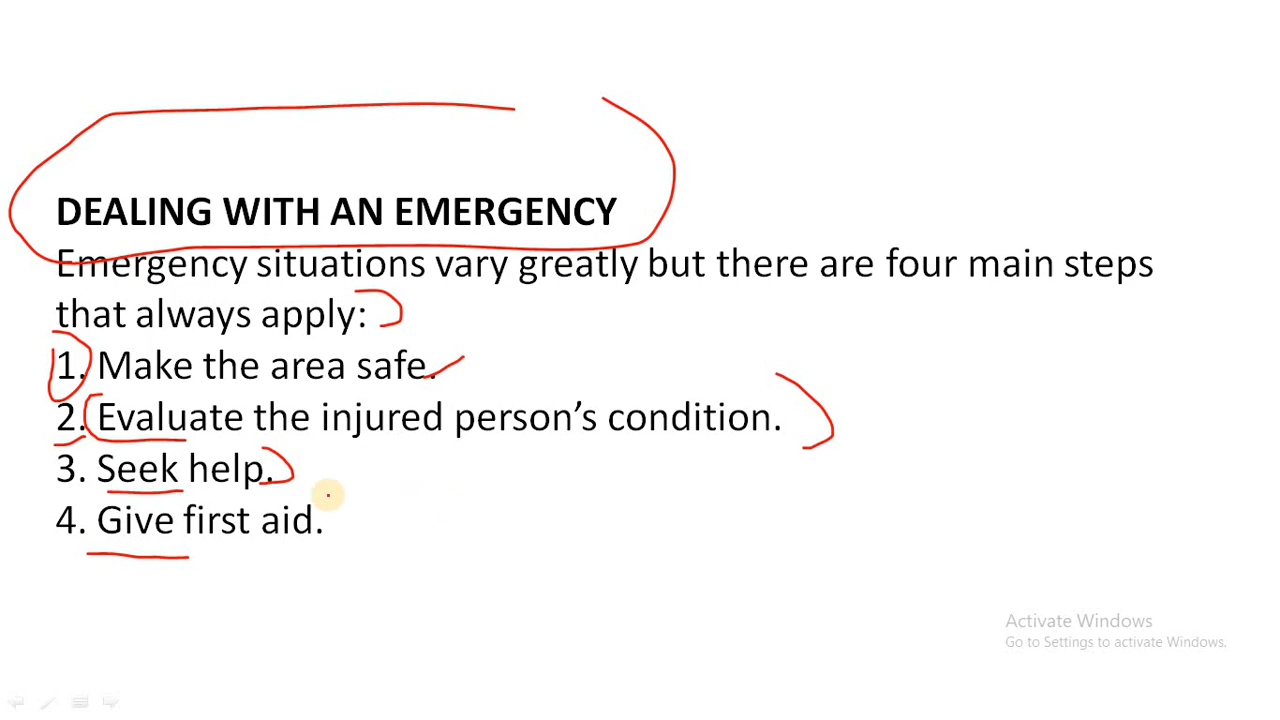 DEALING WITH AN EMERGENCY
Emergency situations vary greatly but there are four main steps
that always apply:
1. Make the area safe.
2. Evaluate the injured person’s condition.
3. Seek help.
4. Give first aid.
Activate Windows
Go to Settings to activate Windows.